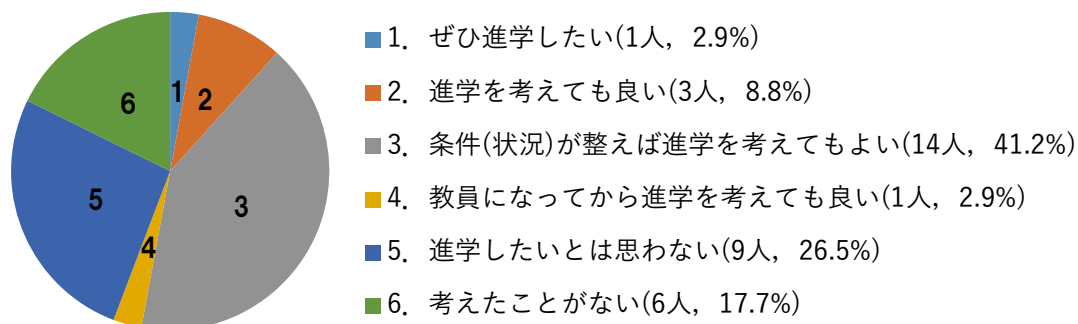 1. ぜひ進学したい(1人, 2.9%)
2. 進学を考えても良い(3人, 8.8%)
3. 条件(状況)が整えば進学を考えてもよい(14人, 41.2%)
4. 教員になってから進学を考えても良い(1人, 2.9%)
5. 進学したいとは思わない(9人, 26.5%)
6. 考えたことがない(6人, 17.7%)
1
2
3
4
5
6